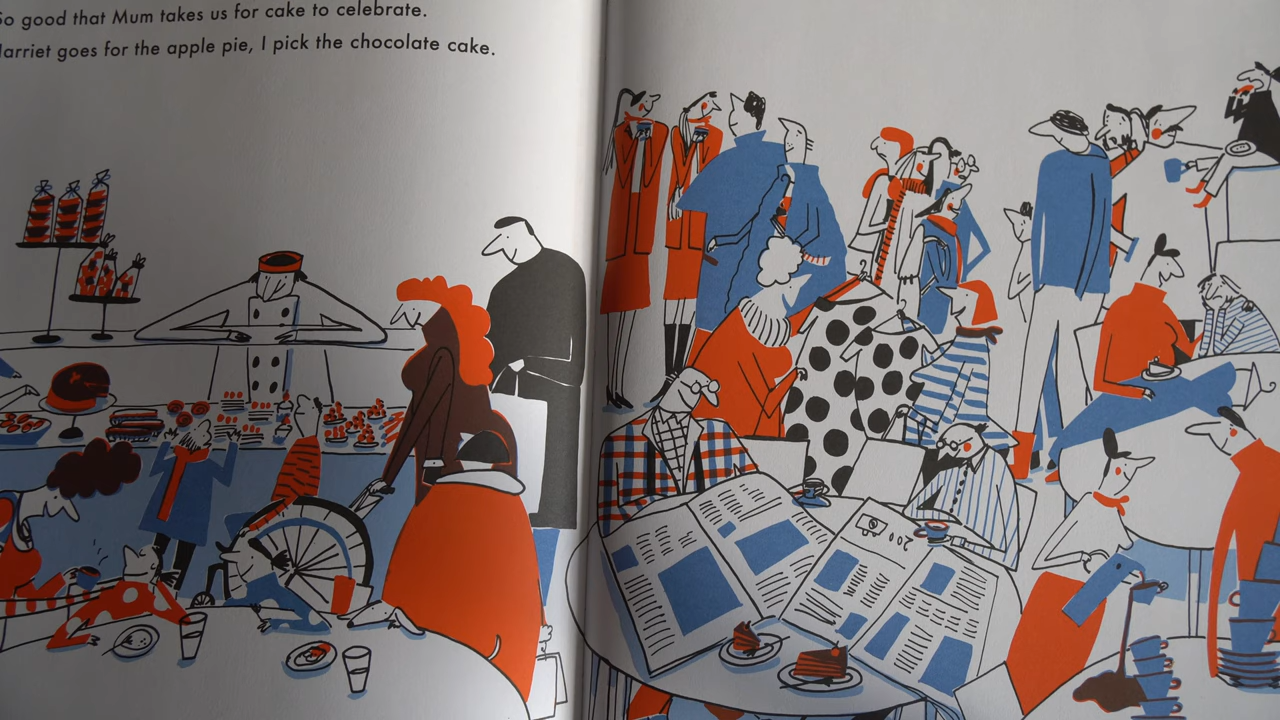 So good that Mum takes us for cake to celebrate.
Harriet goes for the apple pie, I pick the chocolate cake.
ZOO